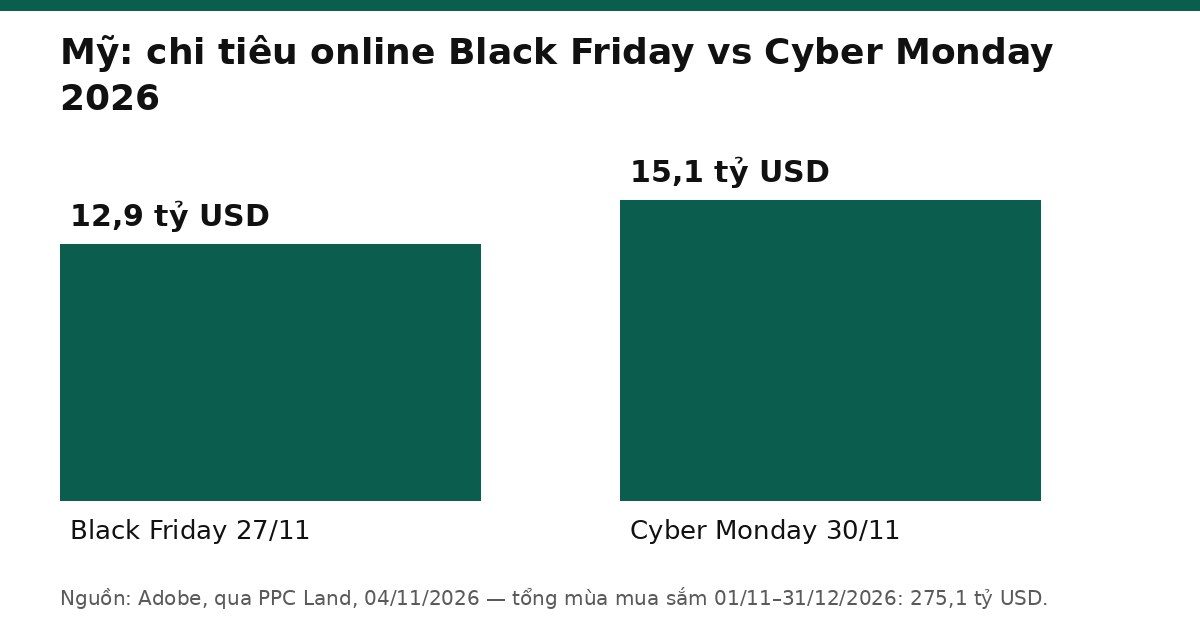 Mỹ: chi tiêu online Black Friday vs Cyber Monday
2026
15,1 tỷ USD
12,9 tỷ USD
Black Friday 27/11
Cyber Monday 30/11
Nguồn: Adobe, qua PPC Land, 04/11/2026 — tổng mùa mua sắm 01/11–31/12/2026: 275,1 tỷ USD.